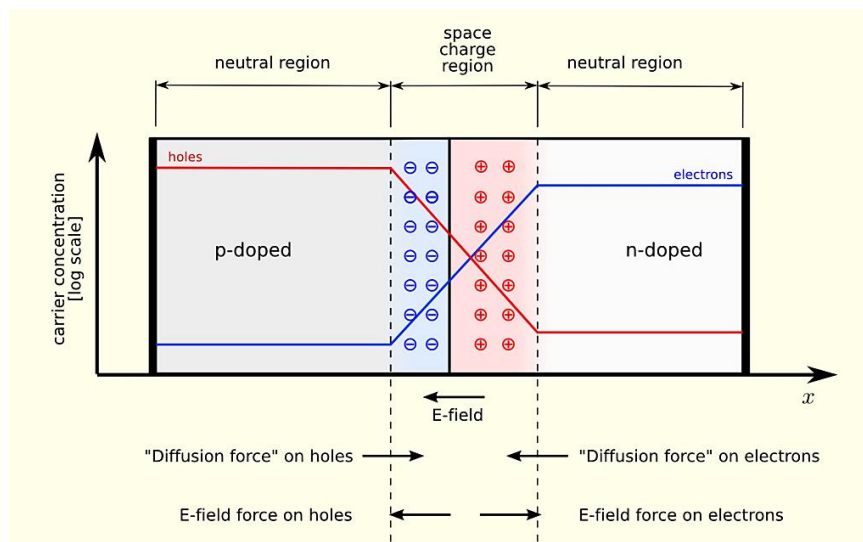 space
charge
region
neutral region
neutral region
holes
electrons
p-doped
n-doped
carrier concentration
[log scale]
x
E-field
"Diffusion force" on holes
"Diffusion force" on electrons
E-field force on holes
E-field force on electrons